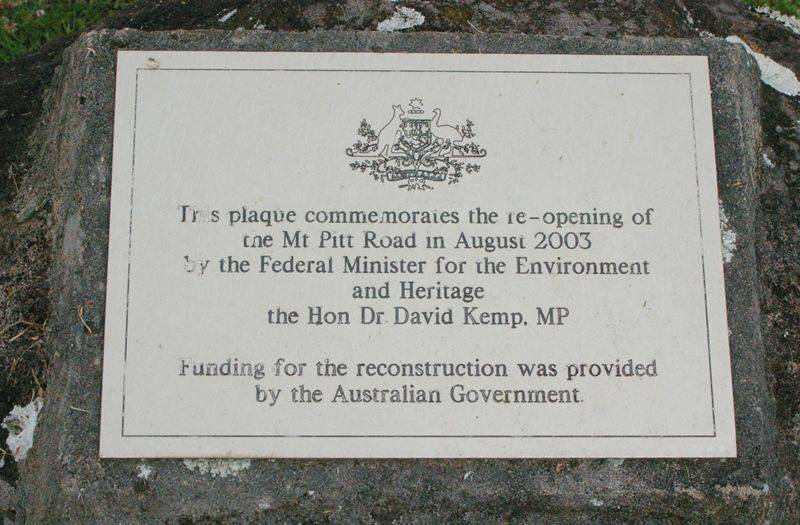 This plaque commemorates the re-opening of
the Mt Pitt Road in August 2003
by the Federal Minister for the Environment
and Heritage
the Hon Dr David Kemp, MP
Funding for the reconstruction was provided
by the Australian Government.